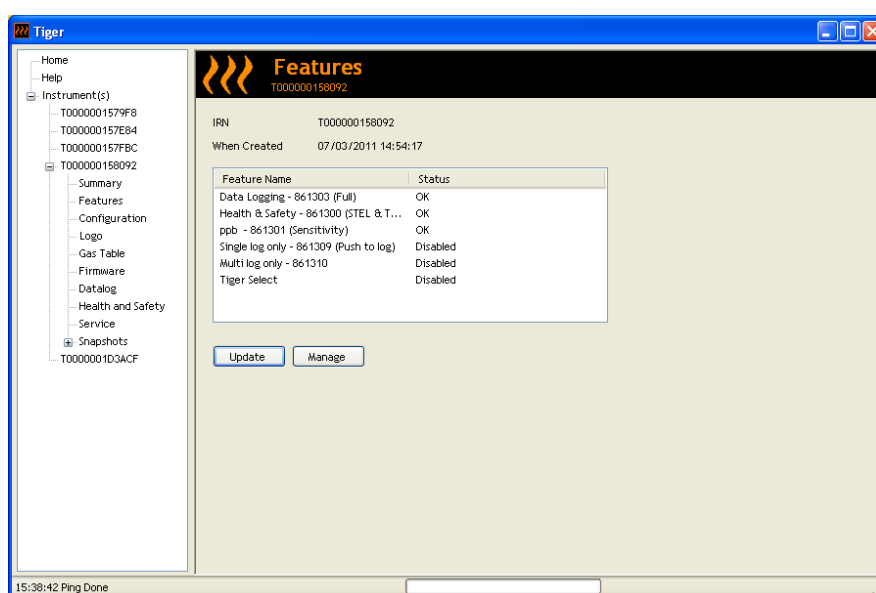 Tiger
Home
Help
Instrument(s)
T0000001579F8
T000000157E84
T000000157FBC
T000000158092
Summary
Features
Configuration
Logo
Gas Table
Firmware
Datalog
Health and Safety
Service
Snapshots
T0000001D3ACF
Features
T000000158092
IRN T000000158092
When Created 07/03/2011 14:54:17
Feature Name Status
Data Logging - 861303 (Full) OK
Health & Safety - 861300 (STEL & T... OK
ppb - 861301 (Sensitivity) OK
Single log only - 861309 (Push to log) Disabled
Multi log only - 861310 Disabled
Tiger Select Disabled
Update Manage
15:38:42 Ping Done